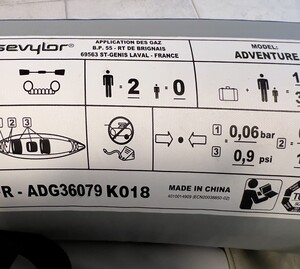 sevylor
APPLICATION DES GAZ
B.P. 55 - RT DE BRIGNAIS
69563 ST-GENIS LAVAL - FRANCE
MODEL:
ADVENTURE
= 2 + 0
+ =
1 2 3
1 0,06 bar
3 0,9 psi
R - ADG36079 K018
MADE IN CHINA